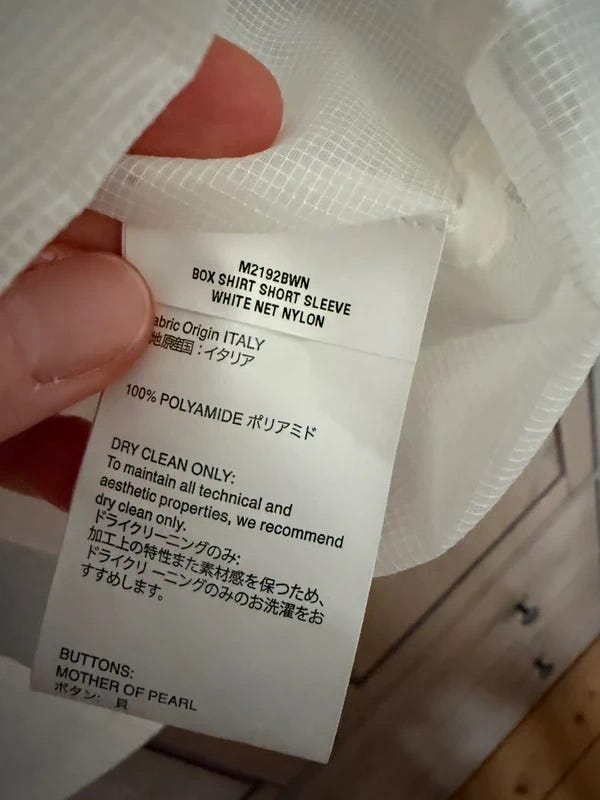 M2192BWN
BOX SHIRT SHORT SLEEVE
WHITE NET NYLON
abric Origin ITALY
地原産国：イタリア
100% POLYAMIDE ポリアミド
DRY CLEAN ONLY:
To maintain all technical and
aesthetic properties, we recommend
dry clean only.
ドライクリーニングのみ:
加工上の特性また素材感を保つため、
ドライクリーニングのみのお洗濯をお
すすめします。
BUTTONS:
MOTHER OF PEARL
ボタン: 貝